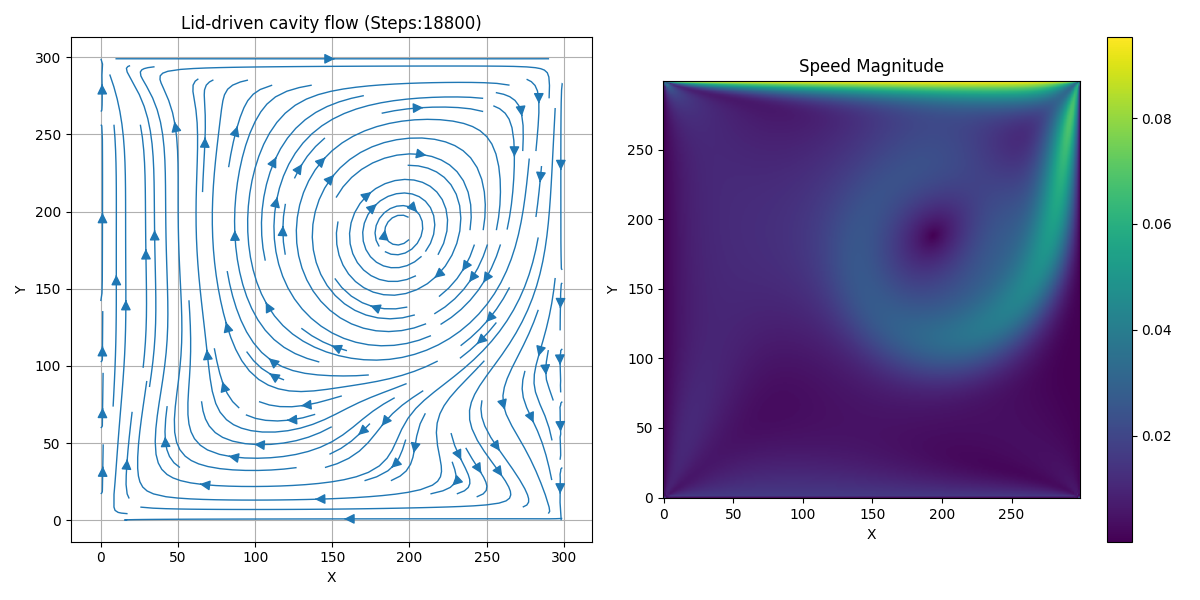 Lid-driven cavity flow (Steps:18800)
300
250
200
150
100
50
0
Y
0 50 100 150 200 250 300
X
Speed Magnitude
250
200
150
100
50
0
Y
0 50 100 150 200 250
X
0.08
0.06
0.04
0.02